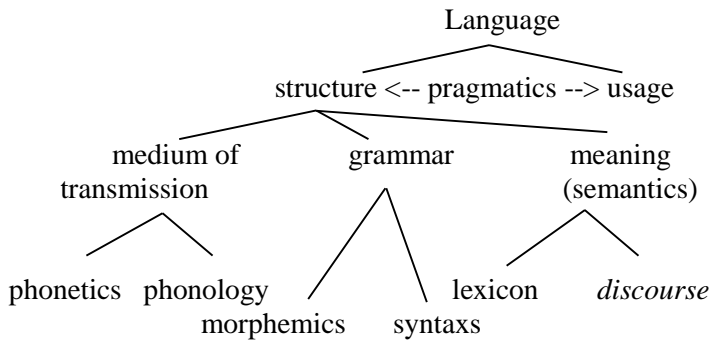 Language
structure <-- pragmatics --> usage
medium of grammar meaning
transmission (semantics)
phonetics phonology lexicon discourse
morphemics syntaxs